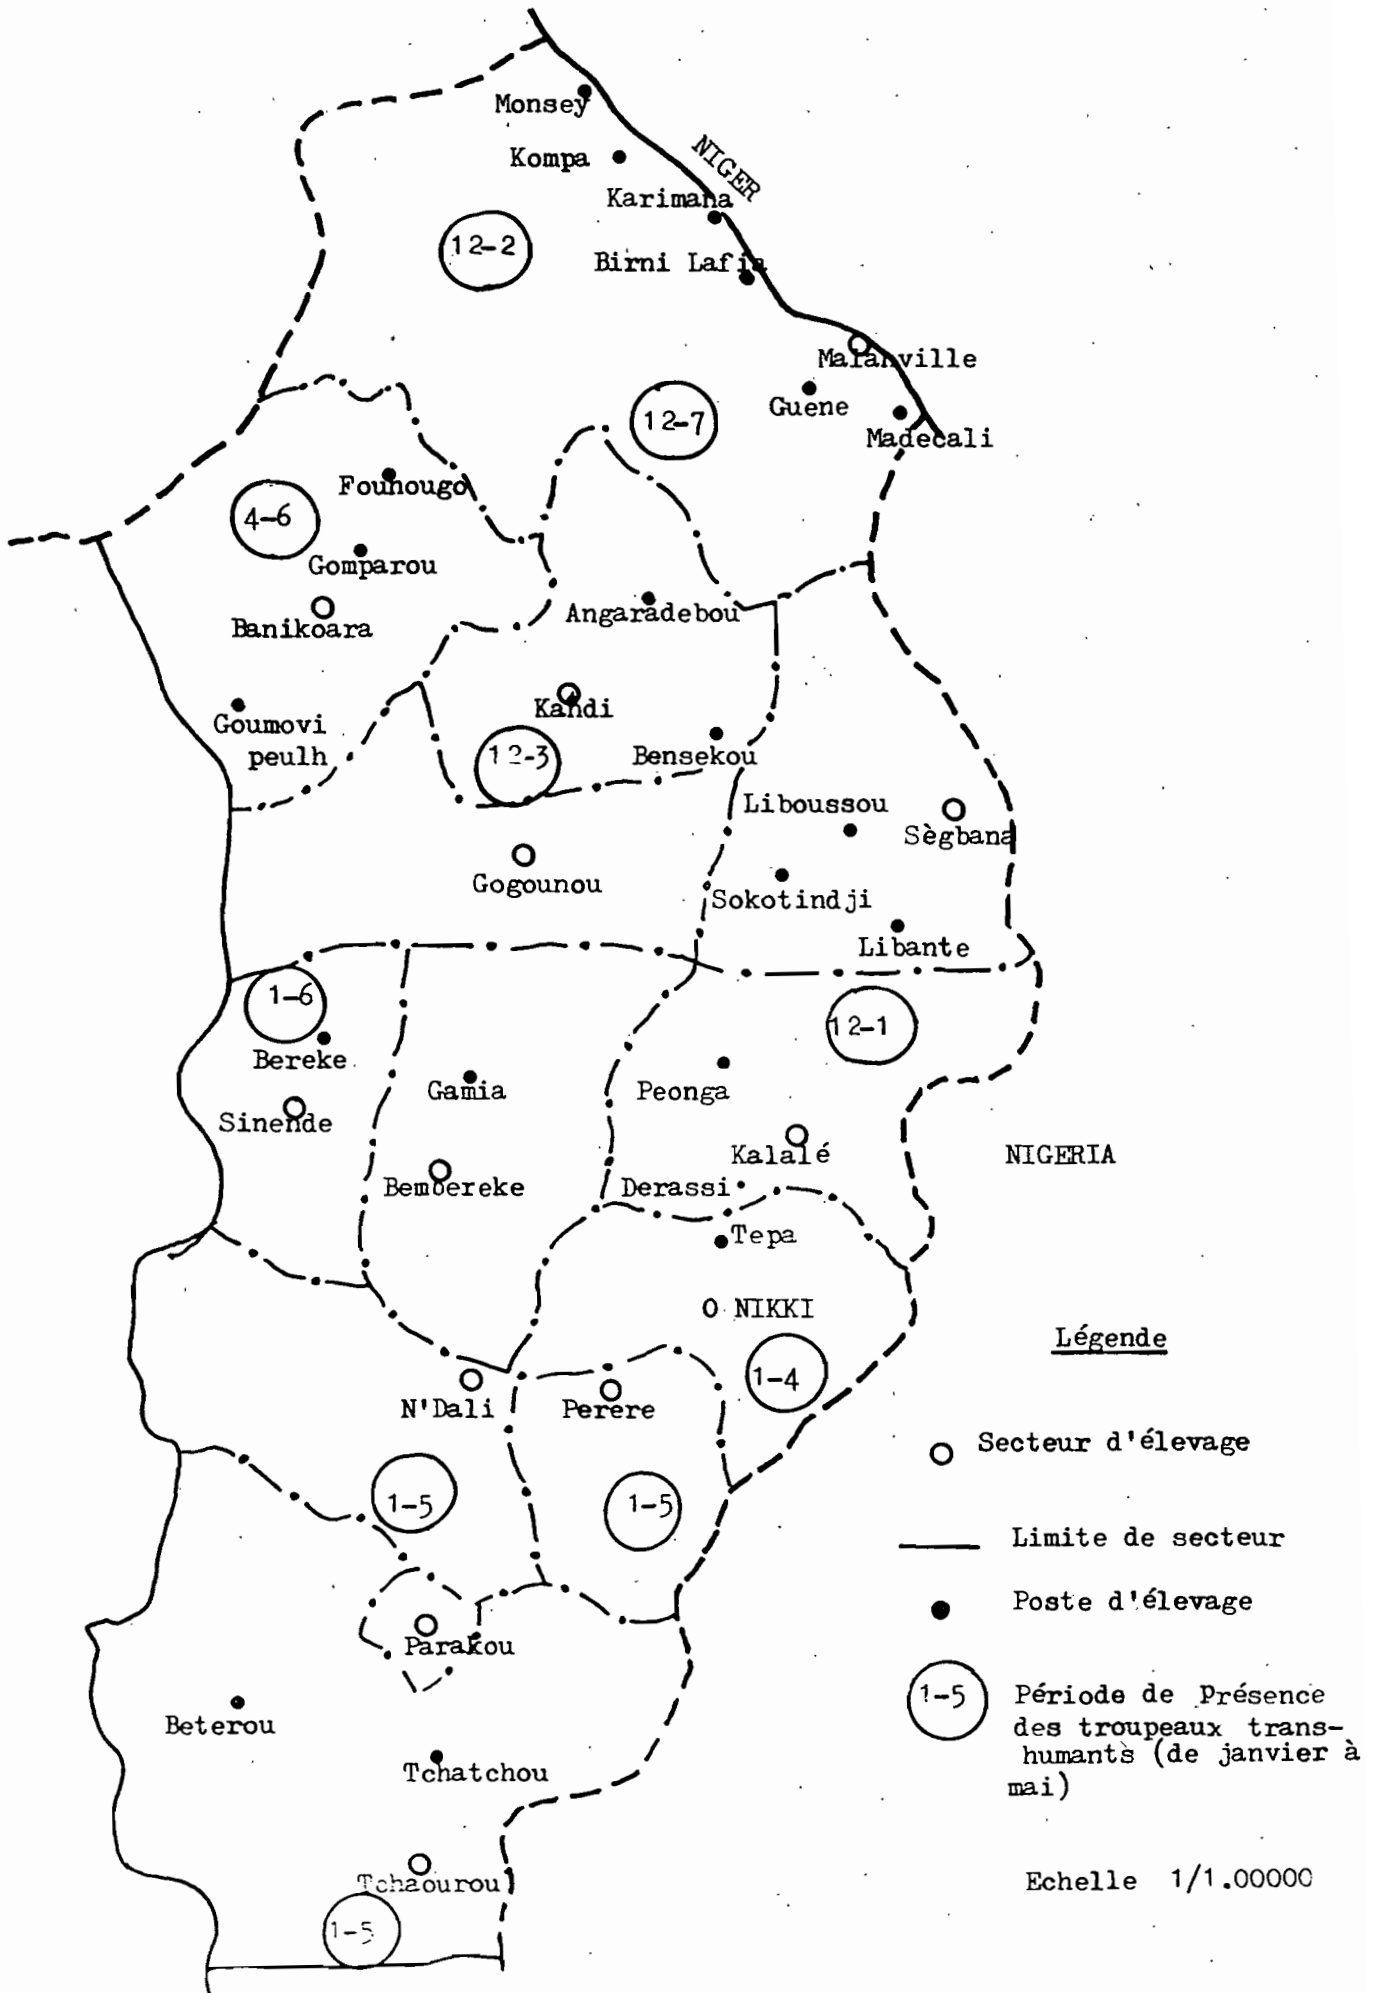 Monsey
Kompa
NIGER
Karimana
12-2
Birni Lafia
Malanville
Guene
12-7
Madecali
Founougo
4-6
Gomparou
Banikoara
Angaradebou
Goumovi
peulh
Kandi
12-3
Bensekou
Liboussou
Sègbana
Gogounou
Sokotindji
Libante
1-6
12-1
Bereke
Gamia
Peonga
Sinende
Kalalé
NIGERIA
Bembereke
Derassi
Tepa
NIKKI
Légende
1-4
N'Dali
Perere
Secteur d'élevage
1-5
1-5
Limite de secteur
Poste d'élevage
Parakou
1-5
Période de Présence
des troupeaux trans-
humants (de janvier à
mai)
Beterou
Tchatchou
Tchaourou
Echelle 1/1.00000
1-5